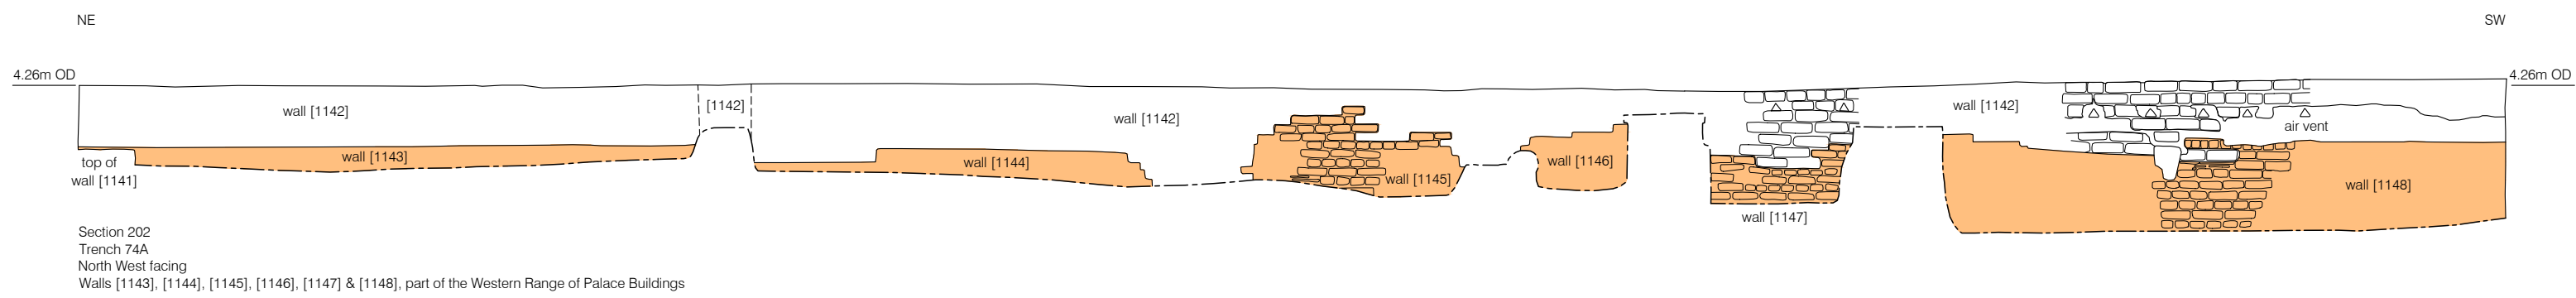 NE
SW
4.26m OD
4.26m OD
wall [1142]
[1142]
wall [1142]
wall [1142]
air vent
wall [1143]
top of
wall [1141]
wall [1144]
wall [1145]
wall [1146]
wall [1147]
wall [1148]
Section 202
Trench 74A
North West facing
Walls [1143], [1144], [1145], [1146], [1147] & [1148], part of the Western Range of Palace Buildings